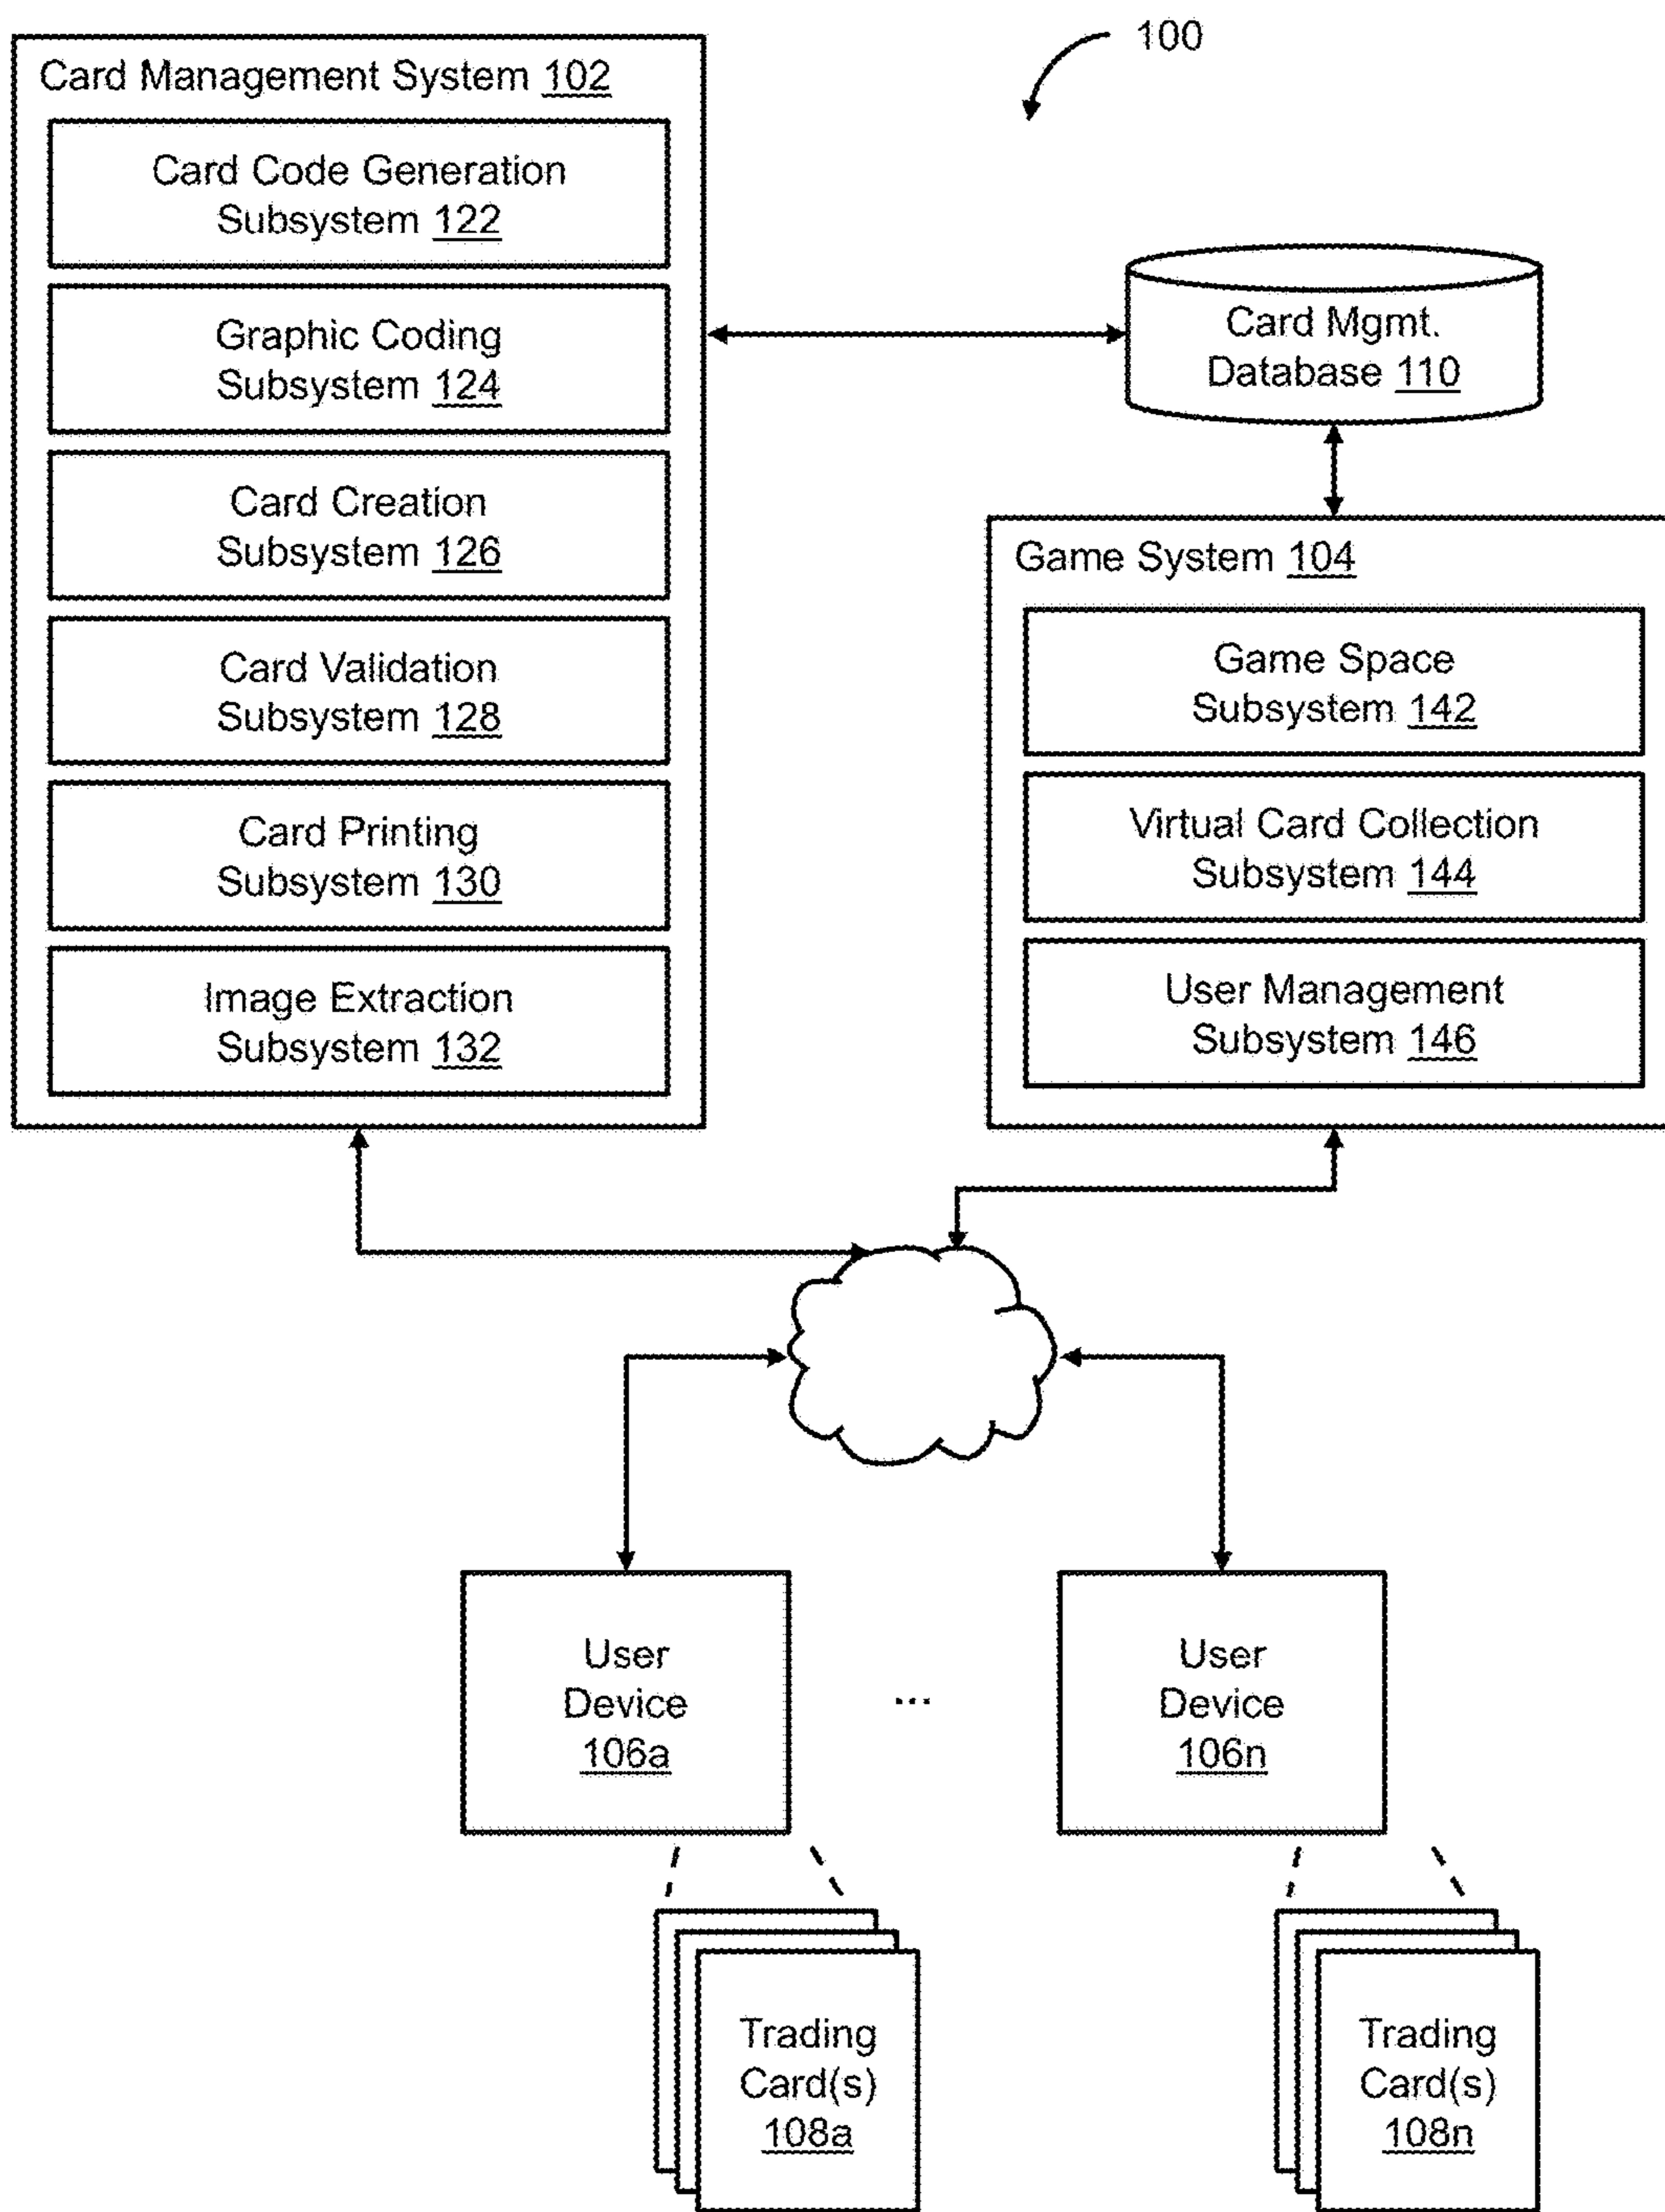 100
Card Management System 102
Card Code Generation
Subsystem 122
Graphic Coding
Subsystem 124
Card Creation
Subsystem 126
Card Validation
Subsystem 128
Card Printing
Subsystem 130
Image Extraction
Subsystem 132
Card Mgmt.
Database 110
Game System 104
Game Space
Subsystem 142
Virtual Card Collection
Subsystem 144
User Management
Subsystem 146
User
Device
106a
...
User
Device
106n
Trading
Card(s)
108a
Trading
Card(s)
108n